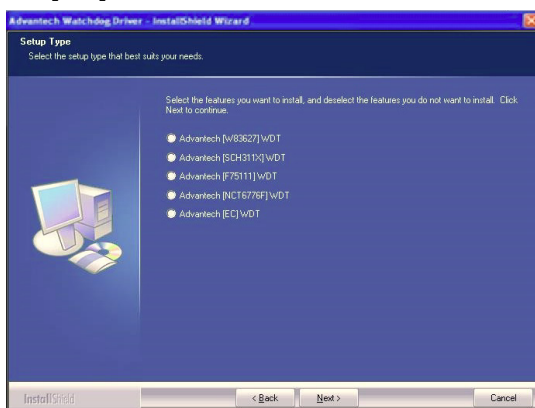 Advantech Watchdog Driver - InstallShield Wizard
Setup Type
Select the setup type that best suits your needs.
Select the features you want to install, and deselect the features you do not want to install. Click
Next to continue.
Advantech [W83627] WDT
Advantech [SCH311X] WDT
Advantech [F75111] WDT
Advantech [NCT6776F] WDT
Advantech [EC] WDT
InstallShield
< Back Next > Cancel